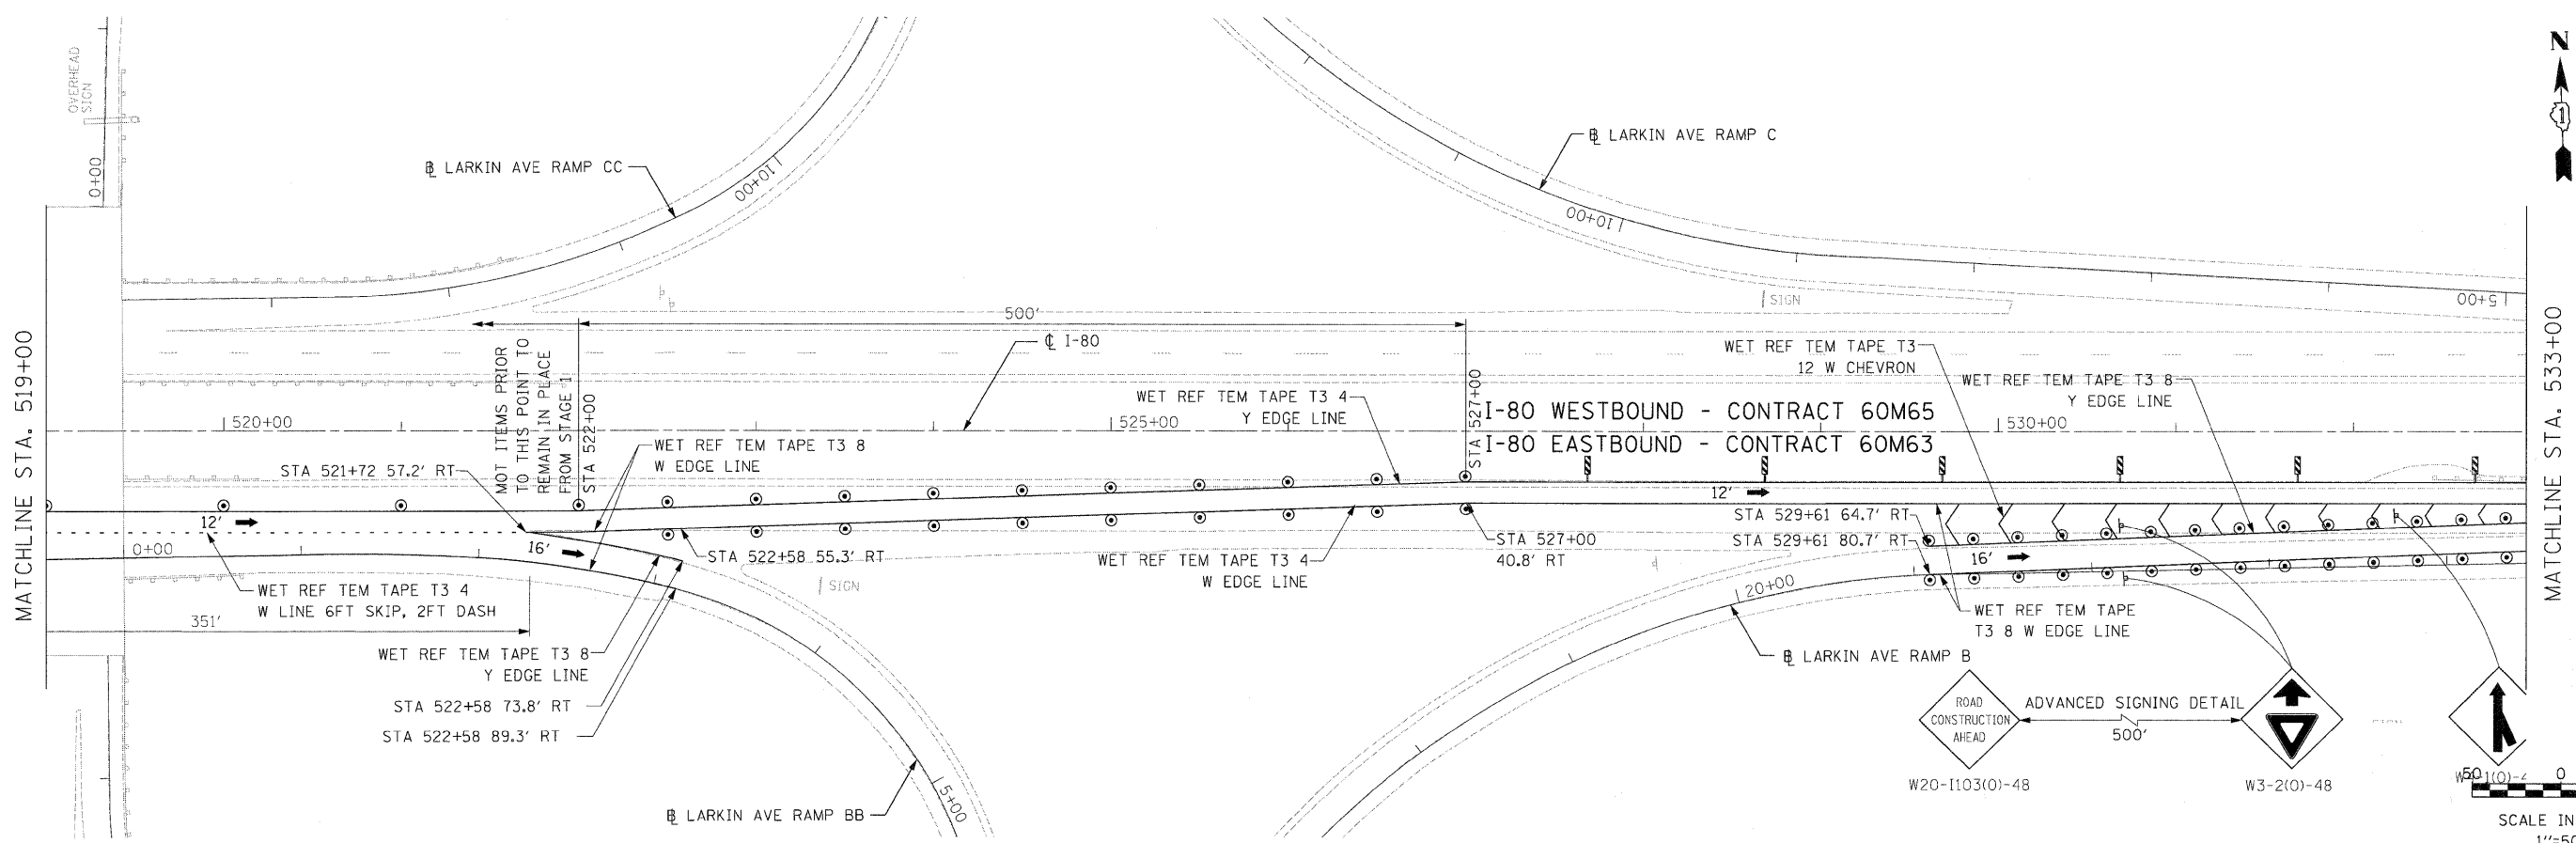 MATCHLINE STA. 519+00
OVERHEAD
SIGN
0+00
℄ LARKIN AVE RAMP CC
10+00
B LARKIN AVE RAMP C
10+00
N
1
5+00
SIGN
500'
℄ I-80
MOT ITEMS PRIOR
TO THIS POINT TO
REMAIN IN PLACE
FROM STAGE 1
STA 522+00
520+00
525+00
530+00
WET REF TEM TAPE T3 4
Y EDGE LINE
STA 527+00
WET REF TEM TAPE T3
12 W CHEVRON
WET REF TEM TAPE T3 8
Y EDGE LINE
I-80 WESTBOUND - CONTRACT 60M65
I-80 EASTBOUND - CONTRACT 60M63
WET REF TEM TAPE T3 8
W EDGE LINE
STA 521+72 57.2' RT
12'
12'
0+00
16'
STA 522+58 55.3' RT
WET REF TEM TAPE T3 4
W EDGE LINE
STA 527+00
40.8' RT
STA 529+61 64.7' RT
STA 529+61 80.7' RT
16'
WET REF TEM TAPE T3 4
W LINE 6FT SKIP, 2FT DASH
SIGN
351'
20+00
WET REF TEM TAPE
T3 8 W EDGE LINE
WET REF TEM TAPE T3 8
Y EDGE LINE
B LARKIN AVE RAMP B
STA 522+58 73.8' RT
STA 522+58 89.3' RT
5+00
B LARKIN AVE RAMP BB
ROAD
CONSTRUCTION
AHEAD
ADVANCED SIGNING DETAIL
500'
SIGN
W20-I103(O)-48
W3-2(O)-48
W4-1(O)-4
50 0
SCALE IN
1"=50
MATCHLINE STA. 533+00